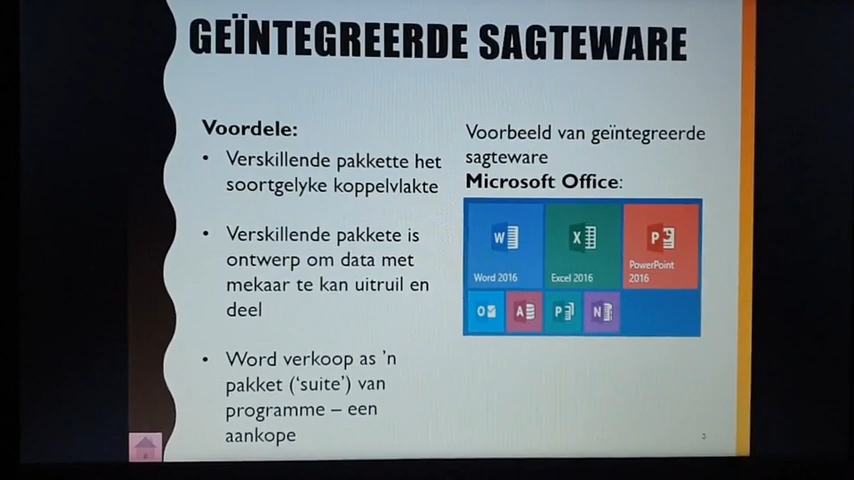 GEÏNTEGREERDE SAGTEWARE
Voordele:
• Verskillende pakkette het
soortgelyke koppelvlakte
• Verskillende pakkete is
ontwerp om data met
mekaar te kan uitruil en
deel
• Word verkoop as 'n
pakket ('suite') van
programme – een
aankope
Voorbeeld van geïntegreerde
sagteware
Microsoft Office:
W
Word 2016
X
Excel 2016
P
PowerPoint
2016
O
A
P
N
3